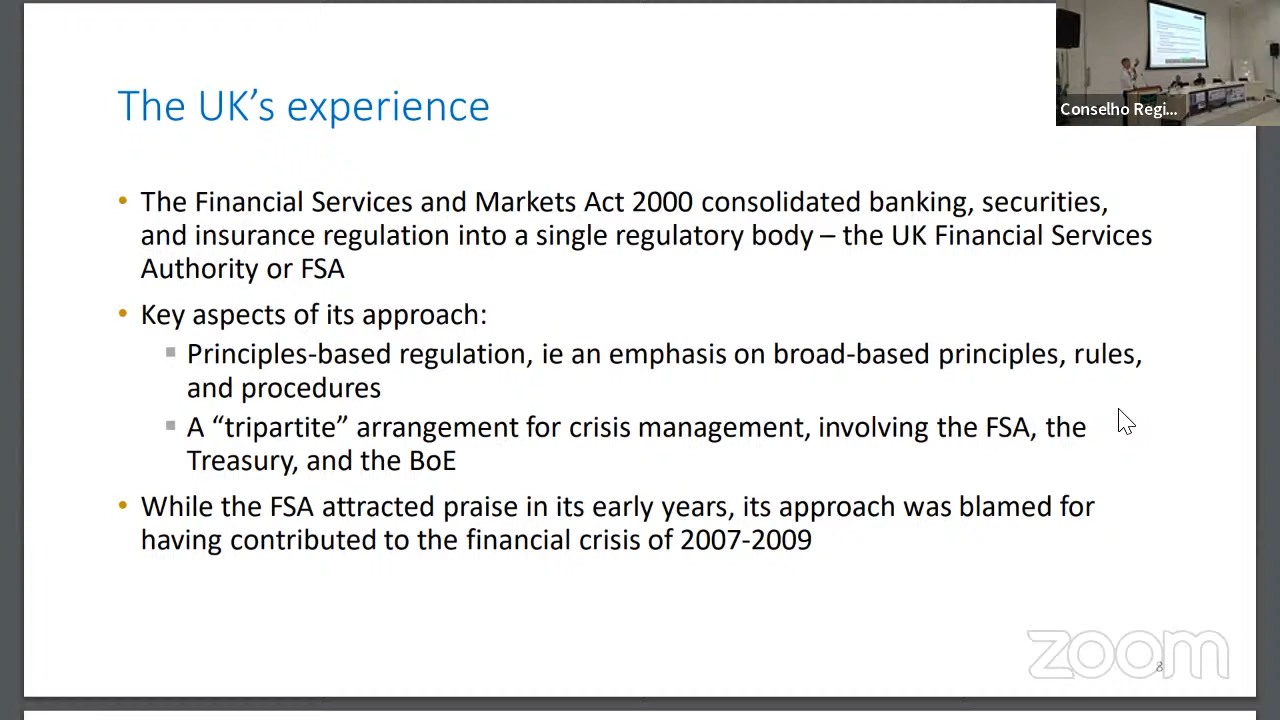 Conselho Regi...
The UK’s experience
• The Financial Services and Markets Act 2000 consolidated banking, securities,
and insurance regulation into a single regulatory body – the UK Financial Services
Authority or FSA
• Key aspects of its approach:
▪ Principles-based regulation, ie an emphasis on broad-based principles, rules,
and procedures
▪ A “tripartite” arrangement for crisis management, involving the FSA, the
Treasury, and the BoE
• While the FSA attracted praise in its early years, its approach was blamed for
having contributed to the financial crisis of 2007-2009
zoom
8